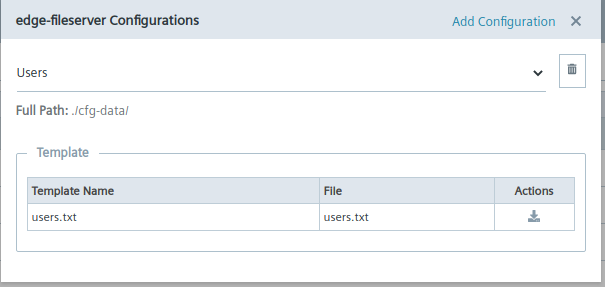 edge-fileserver Configurations Add Configuration
Users
Full Path: ./cfg-data/
Template
Template Name File Actions
users.txt users.txt